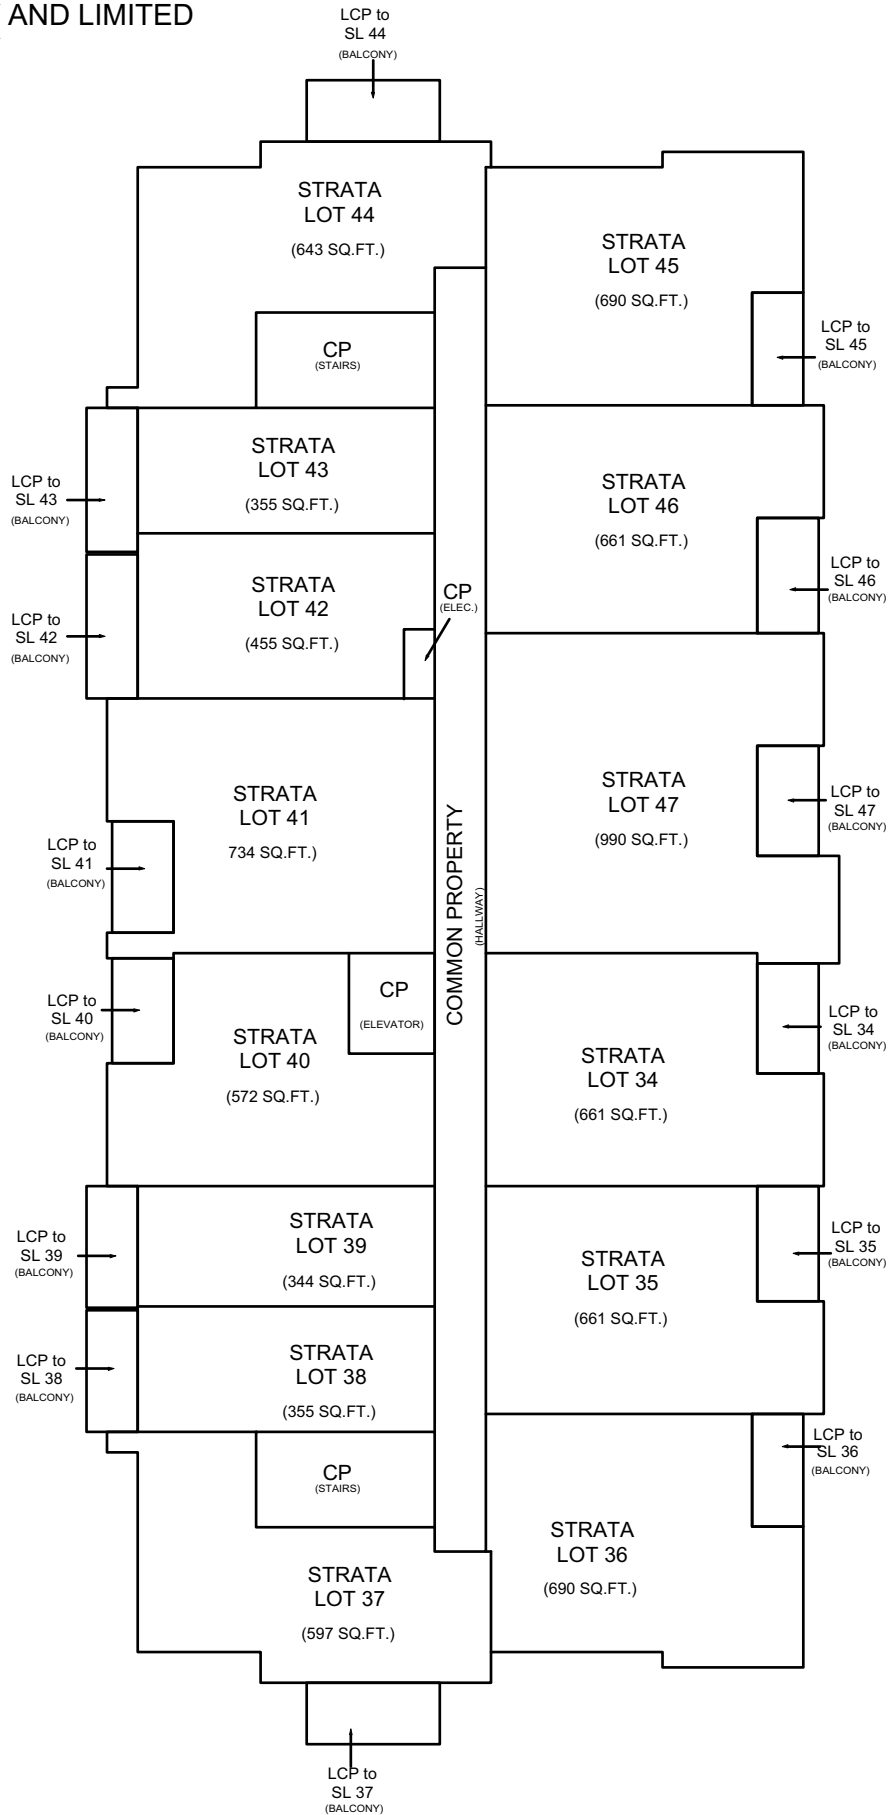 AND LIMITED
LCP to
SL 44
(BALCONY)
STRATA
LOT 44
(643 SQ.FT.)
STRATA
LOT 45
(690 SQ.FT.)
LCP to
SL 45
(BALCONY)
CP
(STAIRS)
STRATA
LOT 43
(355 SQ.FT.)
LCP to
SL 43
(BALCONY)
STRATA
LOT 46
(661 SQ.FT.)
LCP to
SL 46
(BALCONY)
STRATA
LOT 42
(455 SQ.FT.)
CP
(ELEC.)
LCP to
SL 42
(BALCONY)
STRATA
LOT 41
734 SQ.FT.)
STRATA
LOT 47
(990 SQ.FT.)
LCP to
SL 47
(BALCONY)
LCP to
SL 41
(BALCONY)
COMMON PROPERTY
(HALLWAY)
LCP to
SL 40
(BALCONY)
CP
(ELEVATOR)
STRATA
LOT 40
(572 SQ.FT.)
STRATA
LOT 34
(661 SQ.FT.)
LCP to
SL 34
(BALCONY)
LCP to
SL 39
(BALCONY)
STRATA
LOT 39
(344 SQ.FT.)
STRATA
LOT 35
(661 SQ.FT.)
LCP to
SL 35
(BALCONY)
LCP to
SL 38
(BALCONY)
STRATA
LOT 38
(355 SQ.FT.)
CP
(STAIRS)
LCP to
SL 36
(BALCONY)
STRATA
LOT 36
(690 SQ.FT.)
STRATA
LOT 37
(597 SQ.FT.)
LCP to
SL 37
(BALCONY)